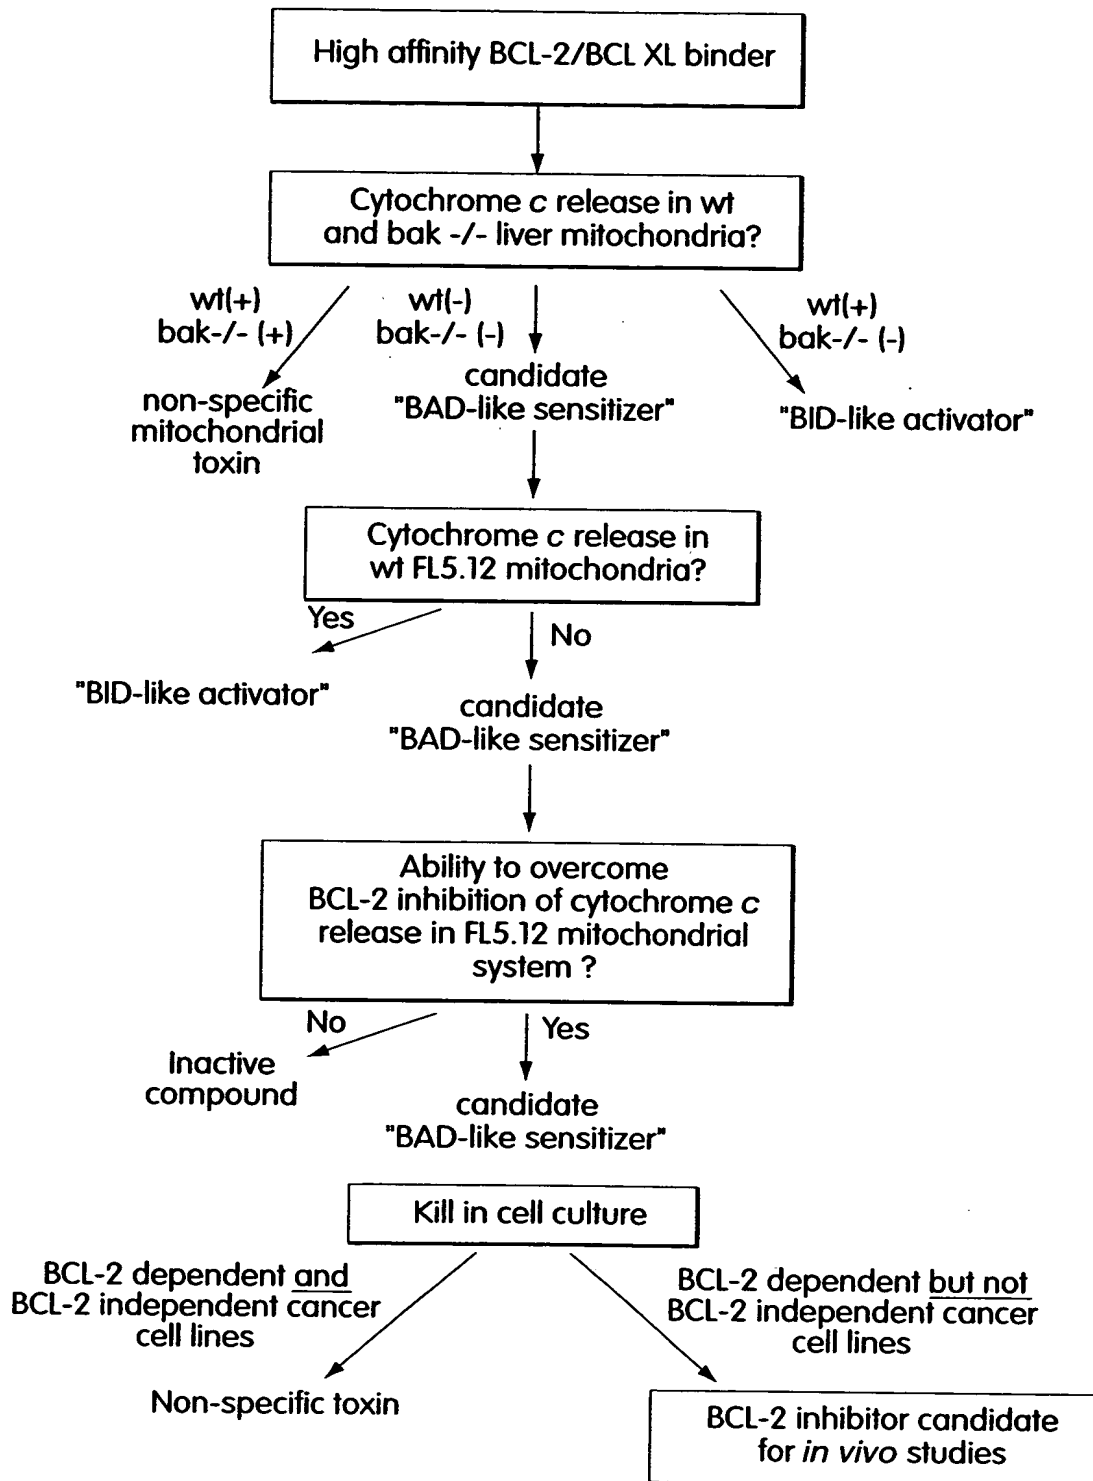 High affinity BCL-2/BCL XL binder
Cytochrome c release in wt
and bak -/- liver mitochondria?
wt(+)
bak-/- (+)
wt(-)
bak-/- (-)
wt(+)
bak-/- (-)
non-specific
mitochondrial
toxin
candidate
"BAD-like sensitizer"
"BID-like activator"
Cytochrome c release in
wt FL5.12 mitochondria?
Yes
No
"BID-like activator"
candidate
"BAD-like sensitizer"
Ability to overcome
BCL-2 inhibition of cytochrome c
release in FL5.12 mitochondrial
system ?
No
Yes
Inactive
compound
candidate
"BAD-like sensitizer"
Kill in cell culture
BCL-2 dependent and
BCL-2 independent cancer
cell lines
BCL-2 dependent but not
BCL-2 independent cancer
cell lines
Non-specific toxin
BCL-2 inhibitor candidate
for in vivo studies